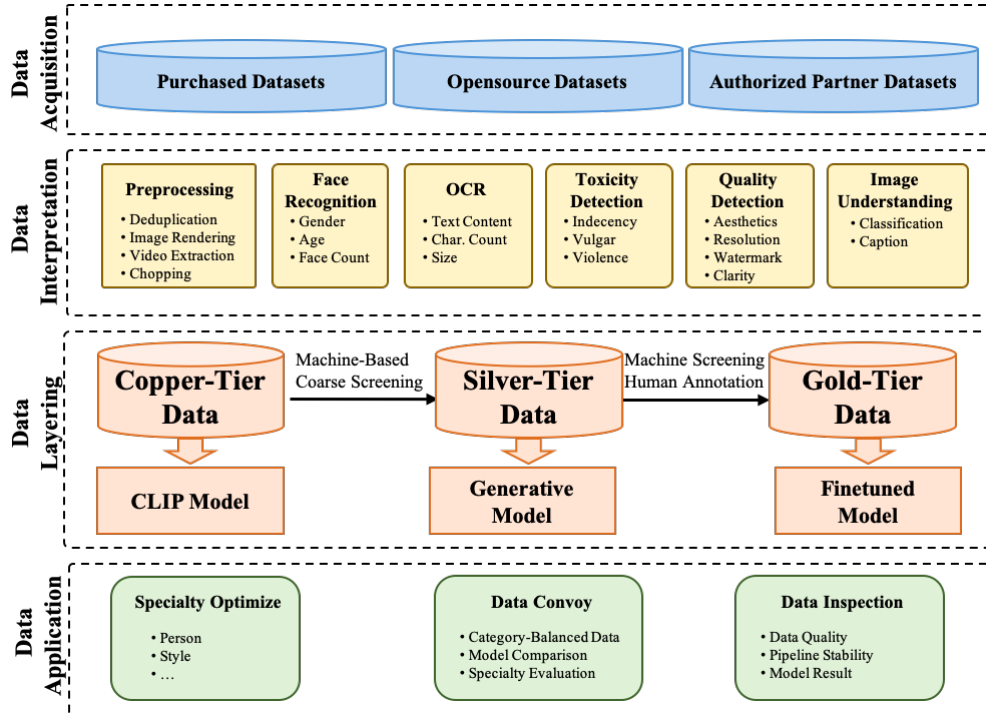 Data
Acquisition
Purchased Datasets
Opensource Datasets
Authorized Partner Datasets
Data
Interpretation
Preprocessing
• Deduplication
• Image Rendering
• Video Extraction
• Chopping
Face
Recognition
• Gender
• Age
• Face Count
OCR
• Text Content
• Char. Count
• Size
Toxicity
Detection
• Indecency
• Vulgar
• Violence
Quality
Detection
• Aesthetics
• Resolution
• Watermark
• Clarity
Image
Understanding
• Classification
• Caption
Data
Layering
Copper-Tier
Data
Machine-Based
Coarse Screening
Silver-Tier
Data
Machine Screening
Human Annotation
Gold-Tier
Data
CLIP Model
Generative
Model
Finetuned
Model
Data
Application
Specialty Optimize
• Person
• Style
• …
Data Convoy
• Category-Balanced Data
• Model Comparison
• Specialty Evaluation
Data Inspection
• Data Quality
• Pipeline Stability
• Model Result